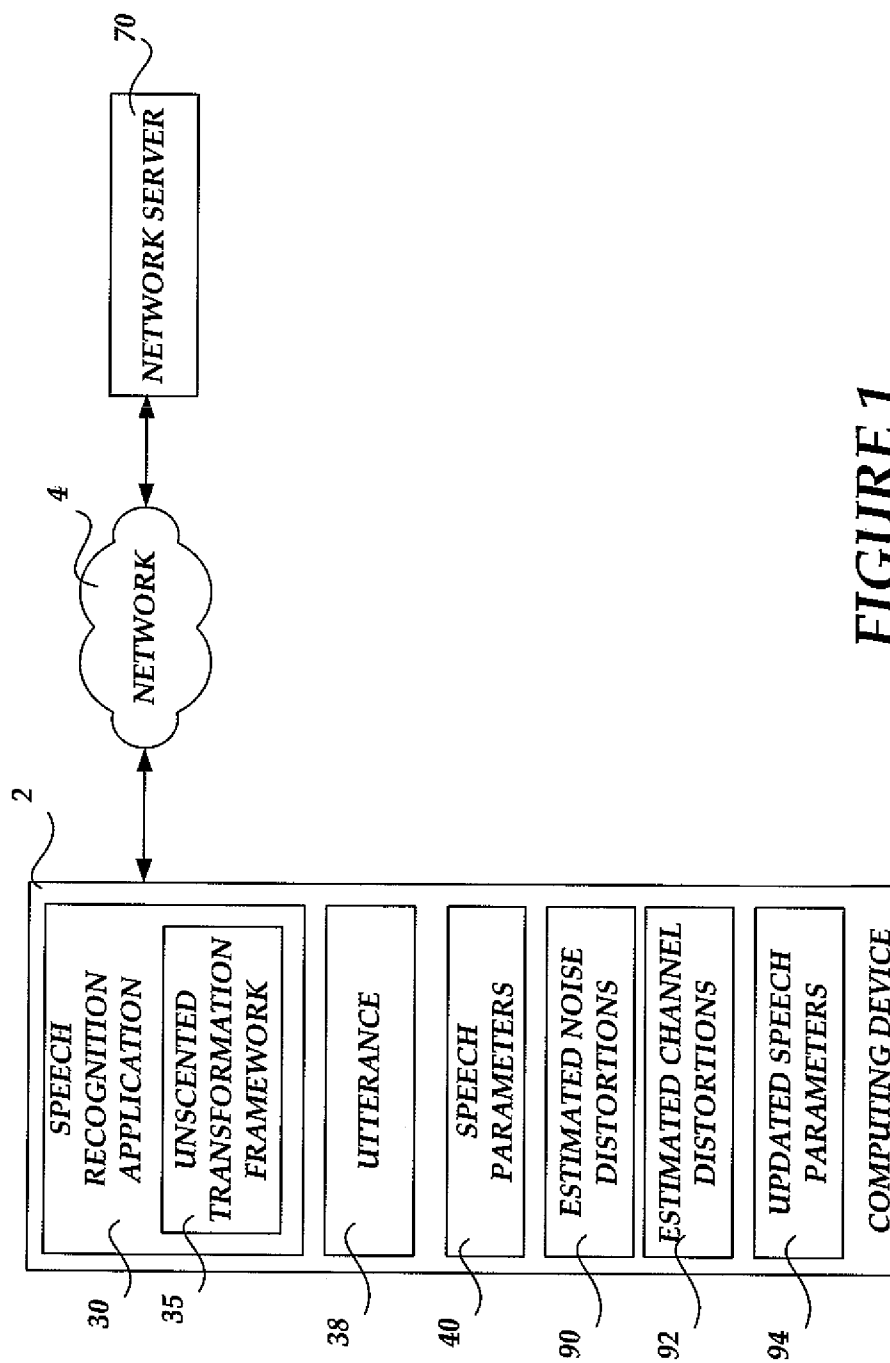 2
SPEECH
RECOGNITION
APPLICATION
30
UNSCENTED
TRANSFORMATION
FRAMEWORK
35
UTTERANCE
38
SPEECH
PARAMETERS
40
ESTIMATED NOISE
DISTORTIONS
90
ESTIMATED CHANNEL
DISTORTIONS
92
UPDATED SPEECH
PARAMETERS
94
COMPUTING DEVICE
4
NETWORK
70
NETWORK SERVER
FIGURE 1